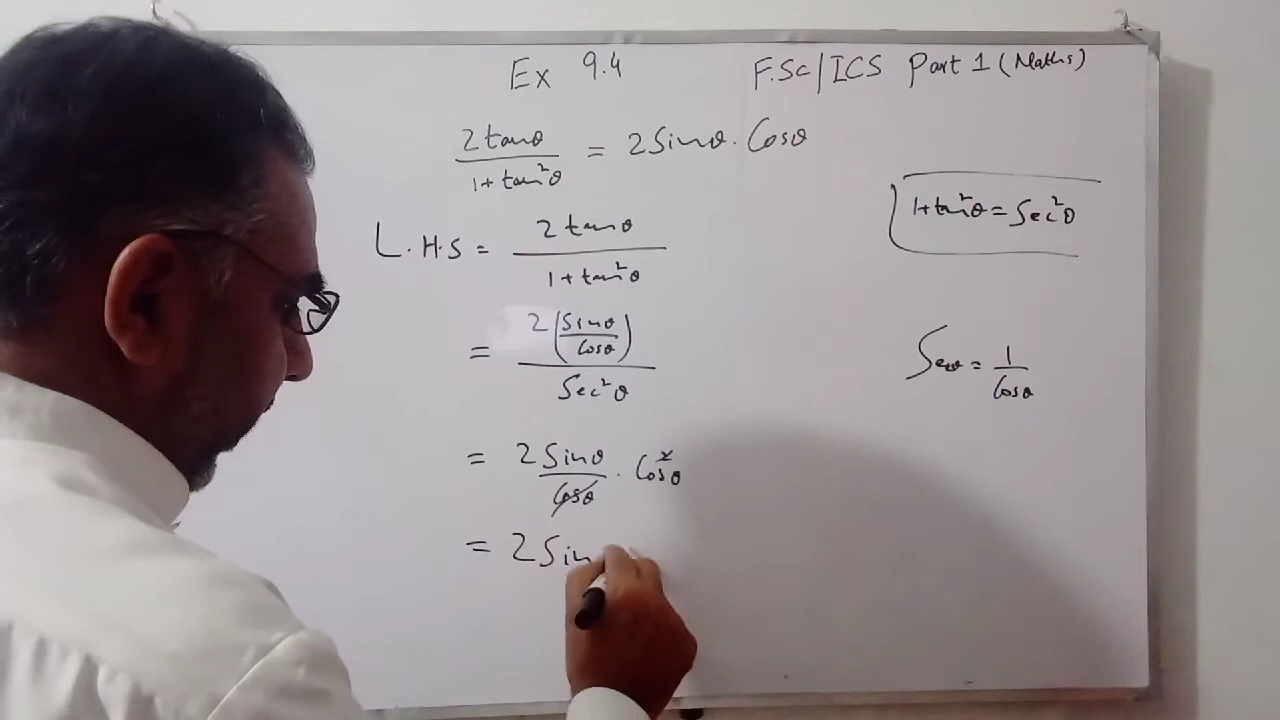 Ex 9.4
F.Sc/ICS Part 1 (Maths)
2tanθ / 1+tan²θ = 2Sinθ . Cosθ
L.H.S = 2tanθ / 1+tan²θ
= 2(Sinθ/Cosθ) / Sec²θ
= 2Sinθ/Cosθ . Cos²θ
= 2Sin
1+tan²θ = Sec²θ
Secθ = 1/Cosθ